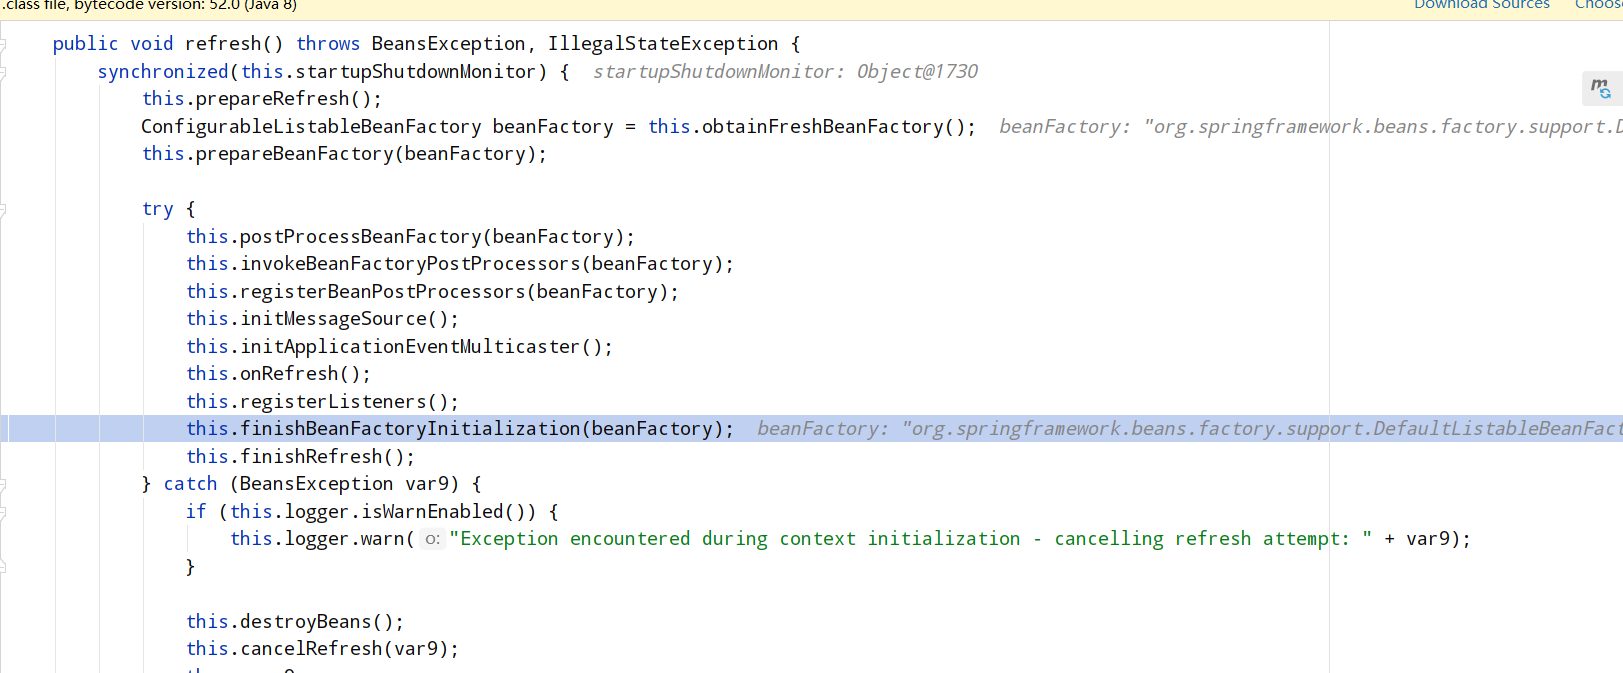 .class file, bytecode version: 52.0 (Java 8) Download Sources Choos
public void refresh() throws BeansException, IllegalStateException {
synchronized(this.startupShutdownMonitor) { startupShutdownMonitor: Object@1730
this.prepareRefresh();
ConfigurableListableBeanFactory beanFactory = this.obtainFreshBeanFactory(); beanFactory: "org.springframework.beans.factory.support.D
this.prepareBeanFactory(beanFactory);
try {
this.postProcessBeanFactory(beanFactory);
this.invokeBeanFactoryPostProcessors(beanFactory);
this.registerBeanPostProcessors(beanFactory);
this.initMessageSource();
this.initApplicationEventMulticaster();
this.onRefresh();
this.registerListeners();
this.finishBeanFactoryInitialization(beanFactory); beanFactory: "org.springframework.beans.factory.support.DefaultListableBeanFact
this.finishRefresh();
} catch (BeansException var9) {
if (this.logger.isWarnEnabled()) {
this.logger.warn( o: "Exception encountered during context initialization - cancelling refresh attempt: " + var9);
}
this.destroyBeans();
this.cancelRefresh(var9);